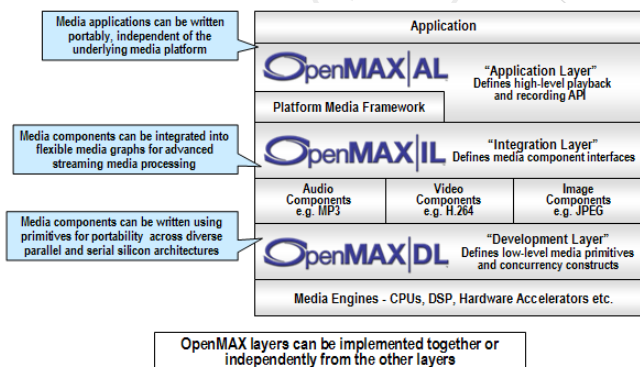 Media applications can be written
portably, independent of the
underlying media platform
Application
OpenMAX|AL
"Application Layer"
Defines high-level playback
and recording API
Platform Media Framework
Media components can be integrated into
flexible media graphs for advanced
streaming media processing
OpenMAX|IL
"Integration Layer"
Defines media component interfaces
Audio
Components
e.g. MP3
Video
Components
e.g. H.264
Image
Components
e.g. JPEG
Media components can be written using
primitives for portability across diverse
parallel and serial silicon architectures
OpenMAX|DL
"Development Layer"
Defines low-level media primitives
and concurrency constructs
Media Engines - CPUs, DSP, Hardware Accelerators etc.
OpenMAX layers can be implemented together or
independently from the other layers